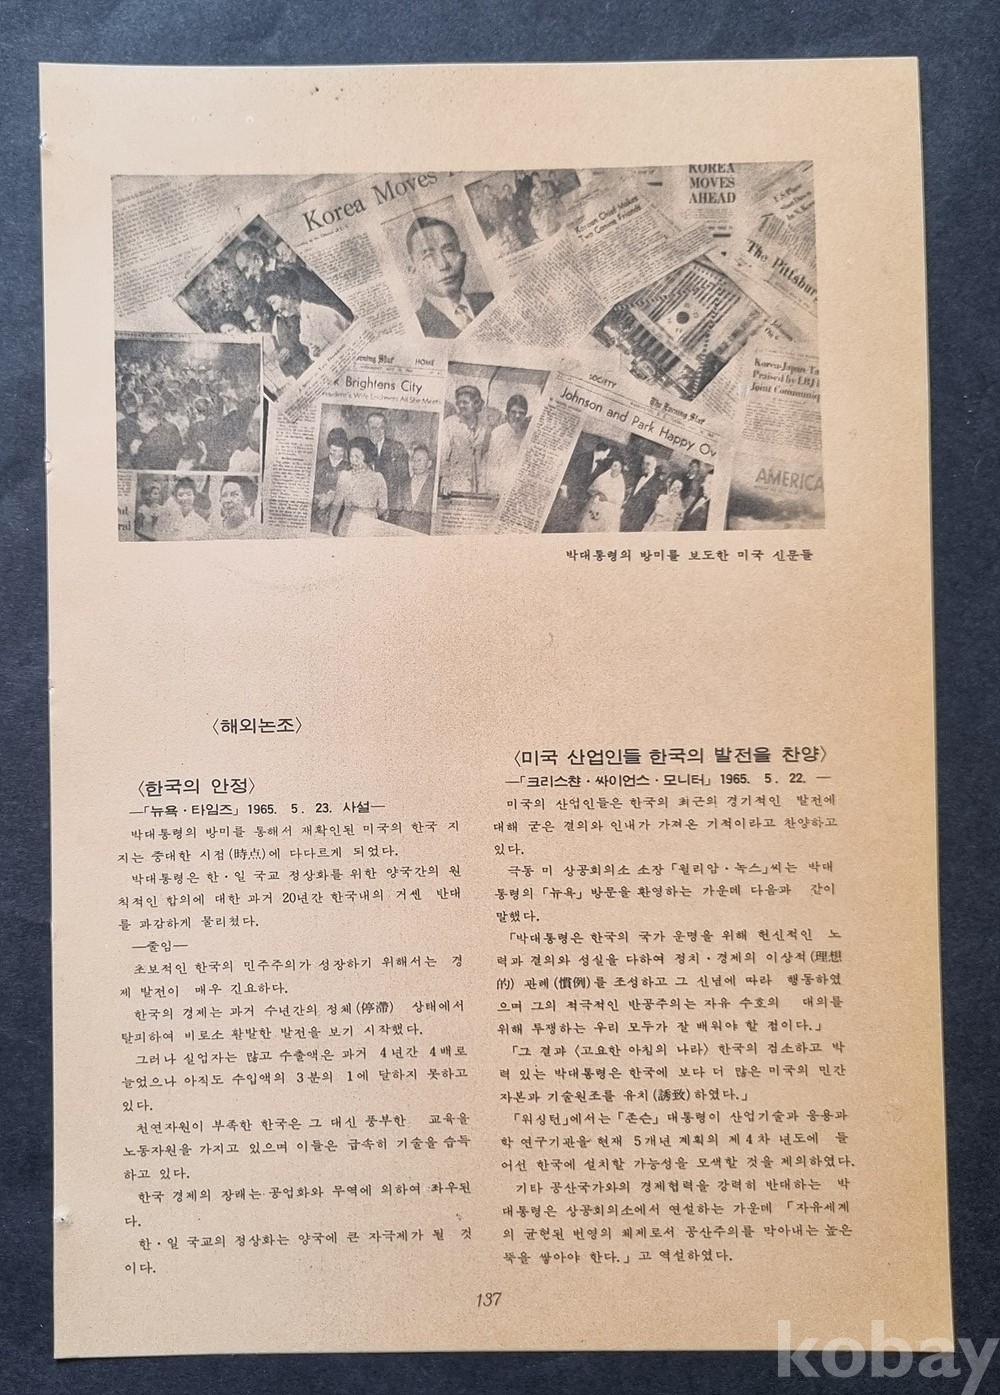 Korea Moves
KOREA
MOVES
AHEAD
Korean Chief Makes
Two Conine Friends
The Pittsbur
Evening Star
HOME
Brightens City
SOCIETY
The Evening Star
Johnson and Park Happy Ov
Korea-Japan Ta
Praised by LBJ
Joint Communiq
AMERICA
박대통령의 방미를 보도한 미국 신문들
〈해외논조〉
〈한국의 안정〉
—「뉴욕·타임즈」 1965. 5. 23. 사설—
박대통령의 방미를 통해서 재확인된 미국의 한국 지
지는 중대한 시점(時点)에 다다르게 되었다.
박대통령은 한·일 국교 정상화를 위한 양국간의 원
칙적인 합의에 대한 과거 20년간 한국내의 거센 반대
를 과감하게 물리쳤다.
—줄임—
초보적인 한국의 민주주의가 성장하기 위해서는 경
제 발전이 매우 긴요하다.
한국의 경제는 과거 수년간의 정체(停滯) 상태에서
탈피하여 비로소 활발한 발전을 보기 시작했다.
그러나 실업자는 많고 수출액은 과거 4년간 4배로
늘었으나 아직도 수입액의 3분의 1에 달하지 못하고
있다.
천연자원이 부족한 한국은 그 대신 풍부한 교육을
노동자원을 가지고 있으며 이들은 급속히 기술을 습득
하고 있다.
한국 경제의 장래는 공업화와 무역에 의하여 좌우된
다.
한·일 국교의 정상화는 양국에 큰 자극제가 될 것
이다.
〈미국 산업인들 한국의 발전을 찬양〉
—「크리스챤·싸이언스·모니터」 1965. 5. 22. —
미국의 산업인들은 한국의 최근의 경기적인 발전에
대해 굳은 결의와 인내가 가져온 기적이라고 찬양하고
있다.
극동 미 상공회의소 소장 「윌리암·녹스」씨는 박대
통령의 「뉴욕」 방문을 환영하는 가운데 다음과 같이
말했다.
「박대통령은 한국의 국가 운명을 위해 헌신적인 노
력과 결의와 성실을 다하여 정치·경제의 이상적(理想
的) 관례(慣例)를 조성하고 그 신념에 따라 행동하였
으며 그의 적극적인 반공주의는 자유 수호의 대의를
위해 투쟁하는 우리 모두가 잘 배워야 할 점이다.」
「그 결과 〈고요한 아침의 나라〉 한국의 검소하고 박
력 있는 박대통령은 한국에 보다 더 많은 미국의 민간
자본과 기술원조를 유치(誘致)하였다.」
「워싱턴」에서는 「존슨」 대통령이 산업기술과 응용과
학 연구기관을 현재 5개년 계획의 제4차 년도에 들
어선 한국에 설치할 가능성을 모색할 것을 제의하였다.
기타 공산국가와의 경제협력을 강력히 반대하는 박
대통령은 상공회의소에서 연설하는 가운데 「자유세계
의 균형된 번영의 체제로서 공산주의를 막아내는 높은
뚝을 쌓아야 한다.」고 역설하였다.
137
kobay